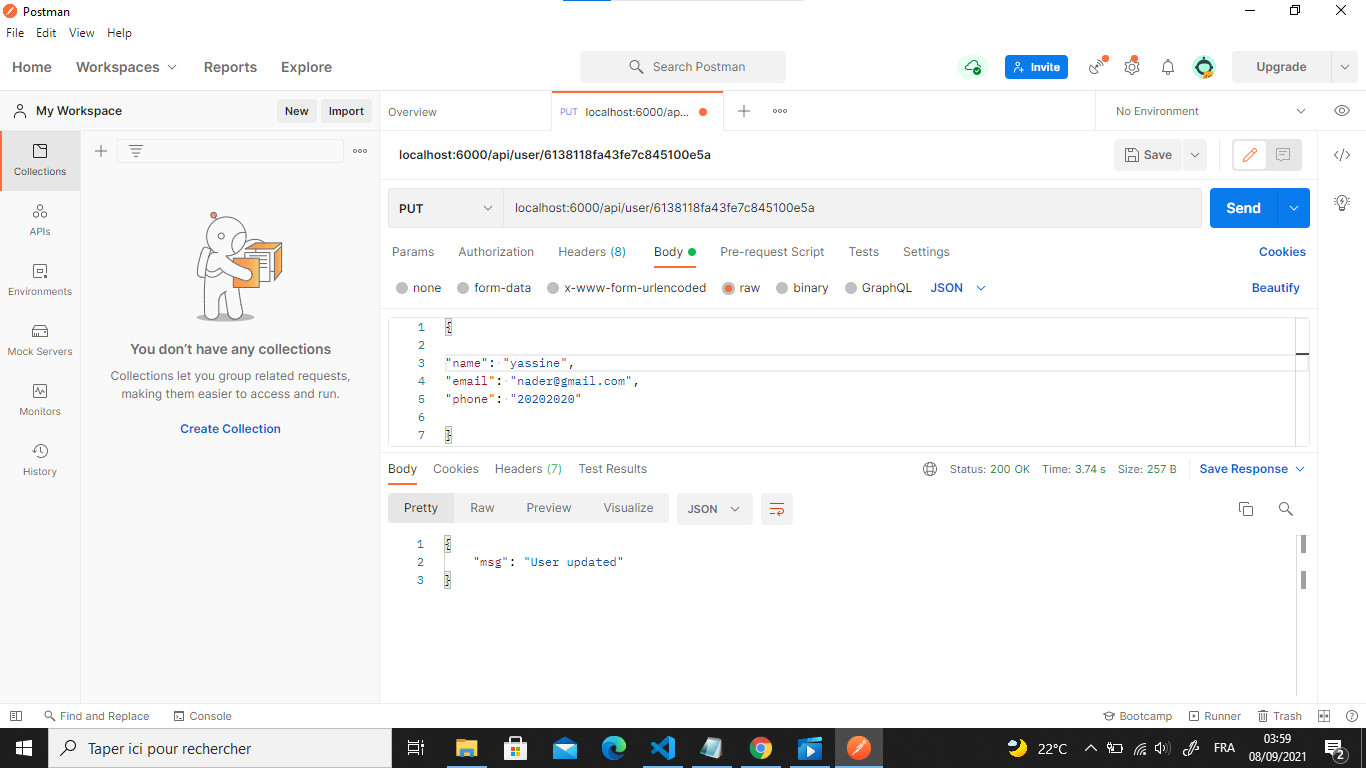 Postman
File Edit View Help
Home Workspaces Reports Explore Search Postman Invite Upgrade
My Workspace New Import Overview PUT localhost:6000/ap... No Environment
Collections
APIs
Environments
Mock Servers
Monitors
History
You don't have any collections
Collections let you group related requests,
making them easier to access and run.
Create Collection
localhost:6000/api/user/6138118fa43fe7c845100e5a Save
PUT localhost:6000/api/user/6138118fa43fe7c845100e5a Send
Params Authorization Headers (8) Body Pre-request Script Tests Settings Cookies
none form-data x-www-form-urlencoded raw binary GraphQL JSON Beautify
1 {
2
3 "name": "yassine",
4 "email": "nader@gmail.com",
5 "phone": "20202020"
6
7 }
Body Cookies Headers (7) Test Results Status: 200 OK Time: 3.74 s Size: 257 B Save Response
Pretty Raw Preview Visualize JSON
1 {
2 "msg": "User updated"
3 }
Find and Replace Console Bootcamp Runner Trash
Taper ici pour rechercher 22°C FRA 03:59
08/09/2021 2